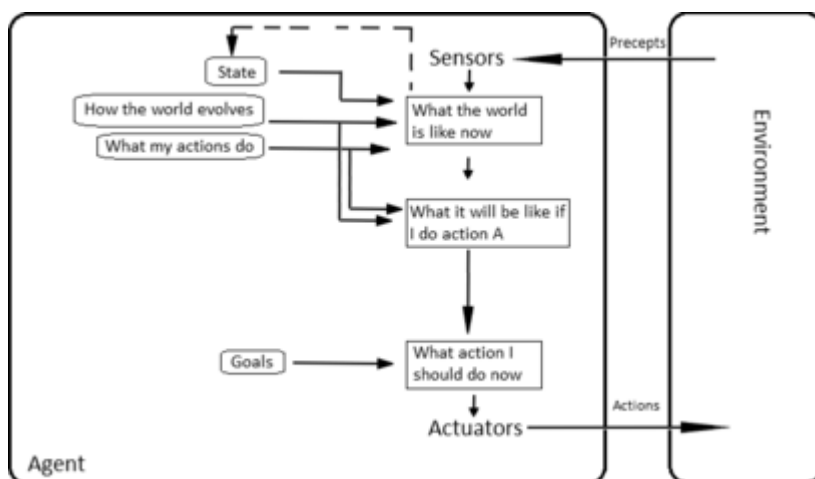 Precepts
Sensors
State
How the world evolves
What the world
is like now
What my actions do
What it will be like if
I do action A
Environment
Goals
What action I
should do now
Actions
Actuators
Agent